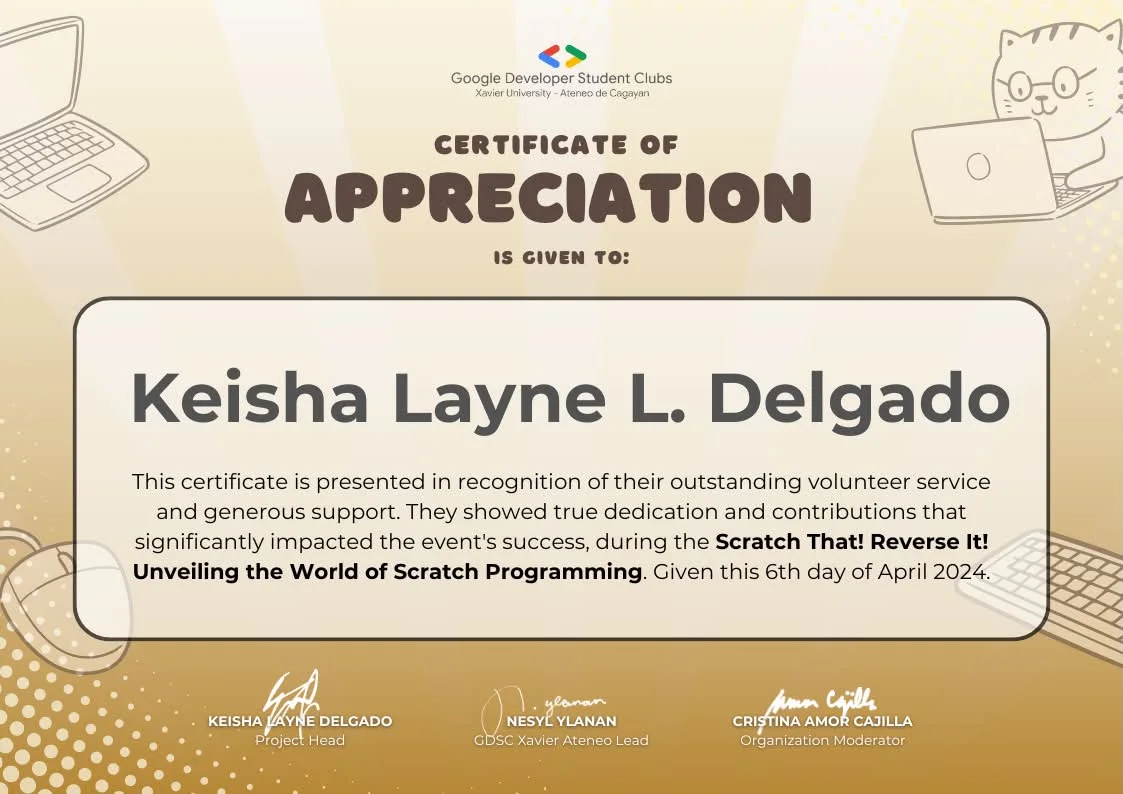 Google Developer Student Clubs
Xavier University - Ateneo de Cagayan
CERTIFICATE OF
APPRECIATION
IS GIVEN TO:
Keisha Layne L. Delgado
This certificate is presented in recognition of their outstanding volunteer service
and generous support. They showed true dedication and contributions that
significantly impacted the event's success, during the Scratch That! Reverse It!
Unveiling the World of Scratch Programming. Given this 6th day of April 2024.
KEISHA LAYNE DELGADO
Project Head
ylanan
NESYL YLANAN
GDSC Xavier Ateneo Lead
Amor Cajilla
CRISTINA AMOR CAJILLA
Organization Moderator